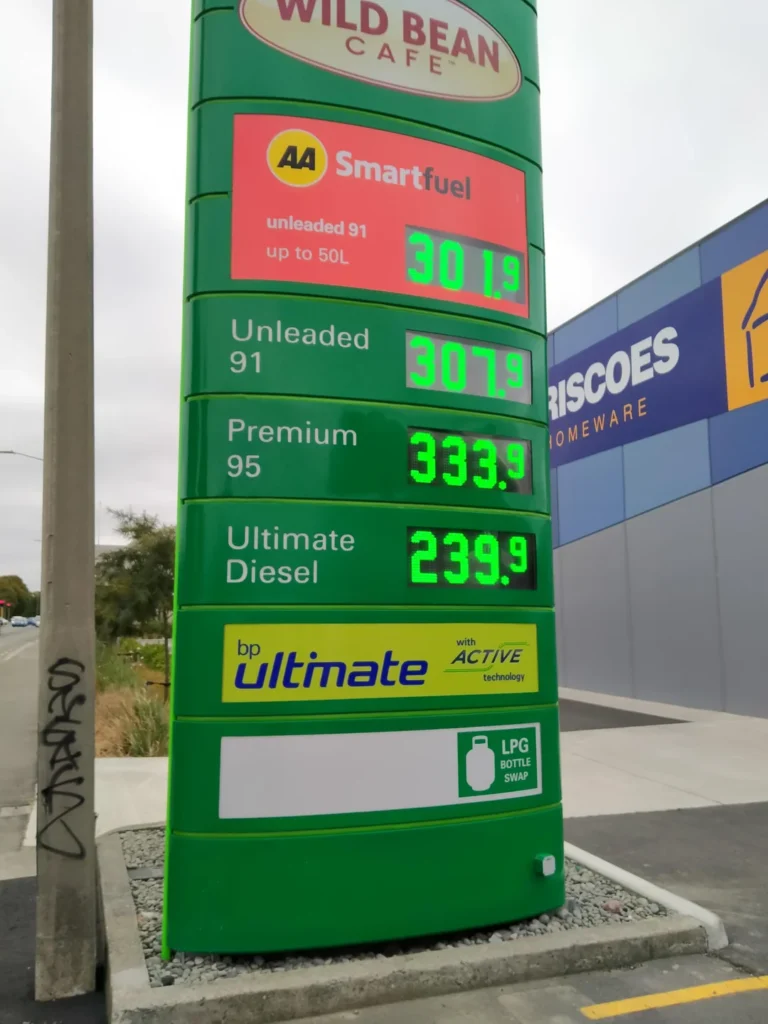 WILD BEAN
CAFE™
AA Smartfuel
unleaded 91
up to 50L
301.9
Unleaded
91
307.9
Premium
95
333.9
Ultimate
Diesel
239.9
bp
ultimate
with
ACTIVE
technology
LPG
BOTTLE
SWAP
RISCOES
HOMEWARE